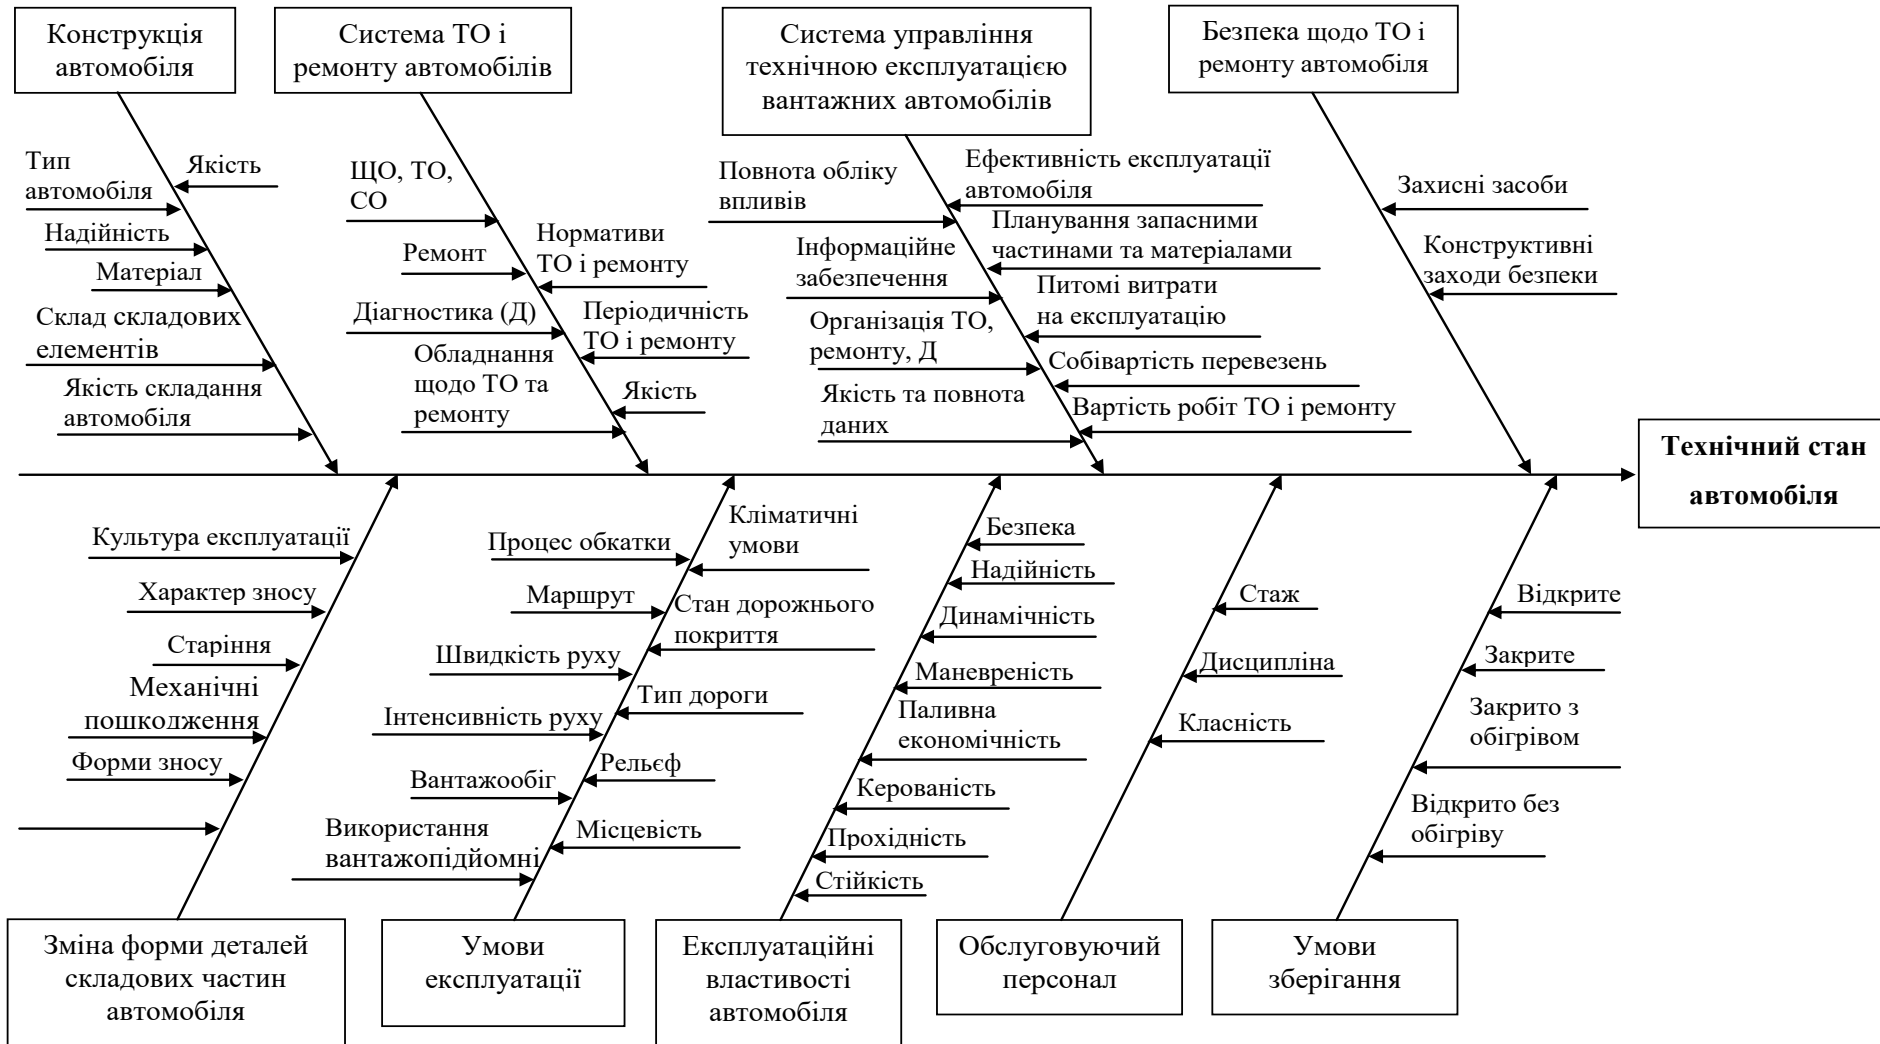 Конструкція
автомобіля
Система ТО і
ремонту автомобілів
Система управління
технічною експлуатацією
вантажних автомобілів
Безпека щодо ТО і
ремонту автомобіля
Тип
автомобіля
Якість
Надійність
Матеріал
Склад складових
елементів
Якість складання
автомобіля
ЩО, ТО,
СО
Ремонт
Нормативи
ТО і ремонту
Діагностика (Д)
Періодичність
ТО і ремонту
Обладнання
щодо ТО та
ремонту
Якість
Повнота обліку
впливів
Ефективність експлуатації
автомобіля
Інформаційне
забезпечення
Планування запасними
частинами та матеріалами
Організація ТО,
ремонту, Д
Питомі витрати
на експлуатацію
Собівартість перевезень
Якість та повнота
даних
Вартість робіт ТО і ремонту
Захисні засоби
Конструктивні
заходи безпеки
Технічний стан
автомобіля
Культура експлуатації
Характер зносу
Старіння
Механічні
пошкодження
Форми зносу
Процес обкатки
Кліматичні
умови
Маршрут
Стан дорожнього
покриття
Швидкість руху
Тип дороги
Інтенсивність руху
Рельєф
Вантажообіг
Використання
вантажопідйомні
Місцевість
Безпека
Надійність
Динамічність
Маневреність
Паливна
економічність
Керованість
Прохідність
Стійкість
Стаж
Дисципліна
Класність
Відкрите
Закрите
Закрито з
обігрівом
Відкрито без
обігріву
Зміна форми деталей
складових частин
автомобіля
Умови
експлуатації
Експлуатаційні
властивості
автомобіля
Обслуговуючий
персонал
Умови
зберігання